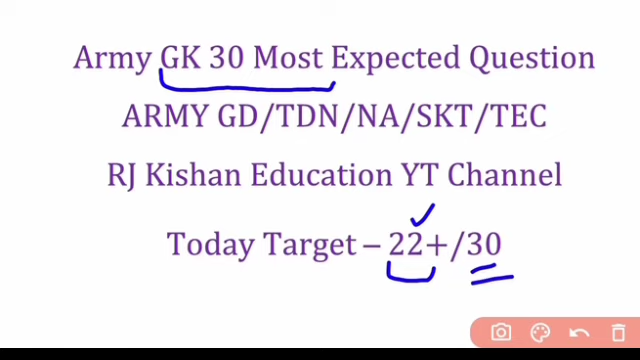 Army GK 30 Most Expected Question
ARMY GD/TDN/NA/SKT/TEC
RJ Kishan Education YT Channel
Today Target – 22+/30